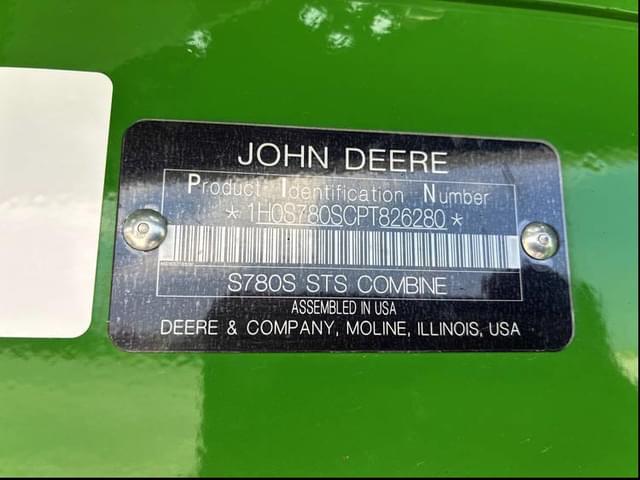 JOHN DEERE
Product Identification Number
*1H0S780SCPT826280*
S780S STS COMBINE
ASSEMBLED IN USA
DEERE & COMPANY, MOLINE, ILLINOIS, USA